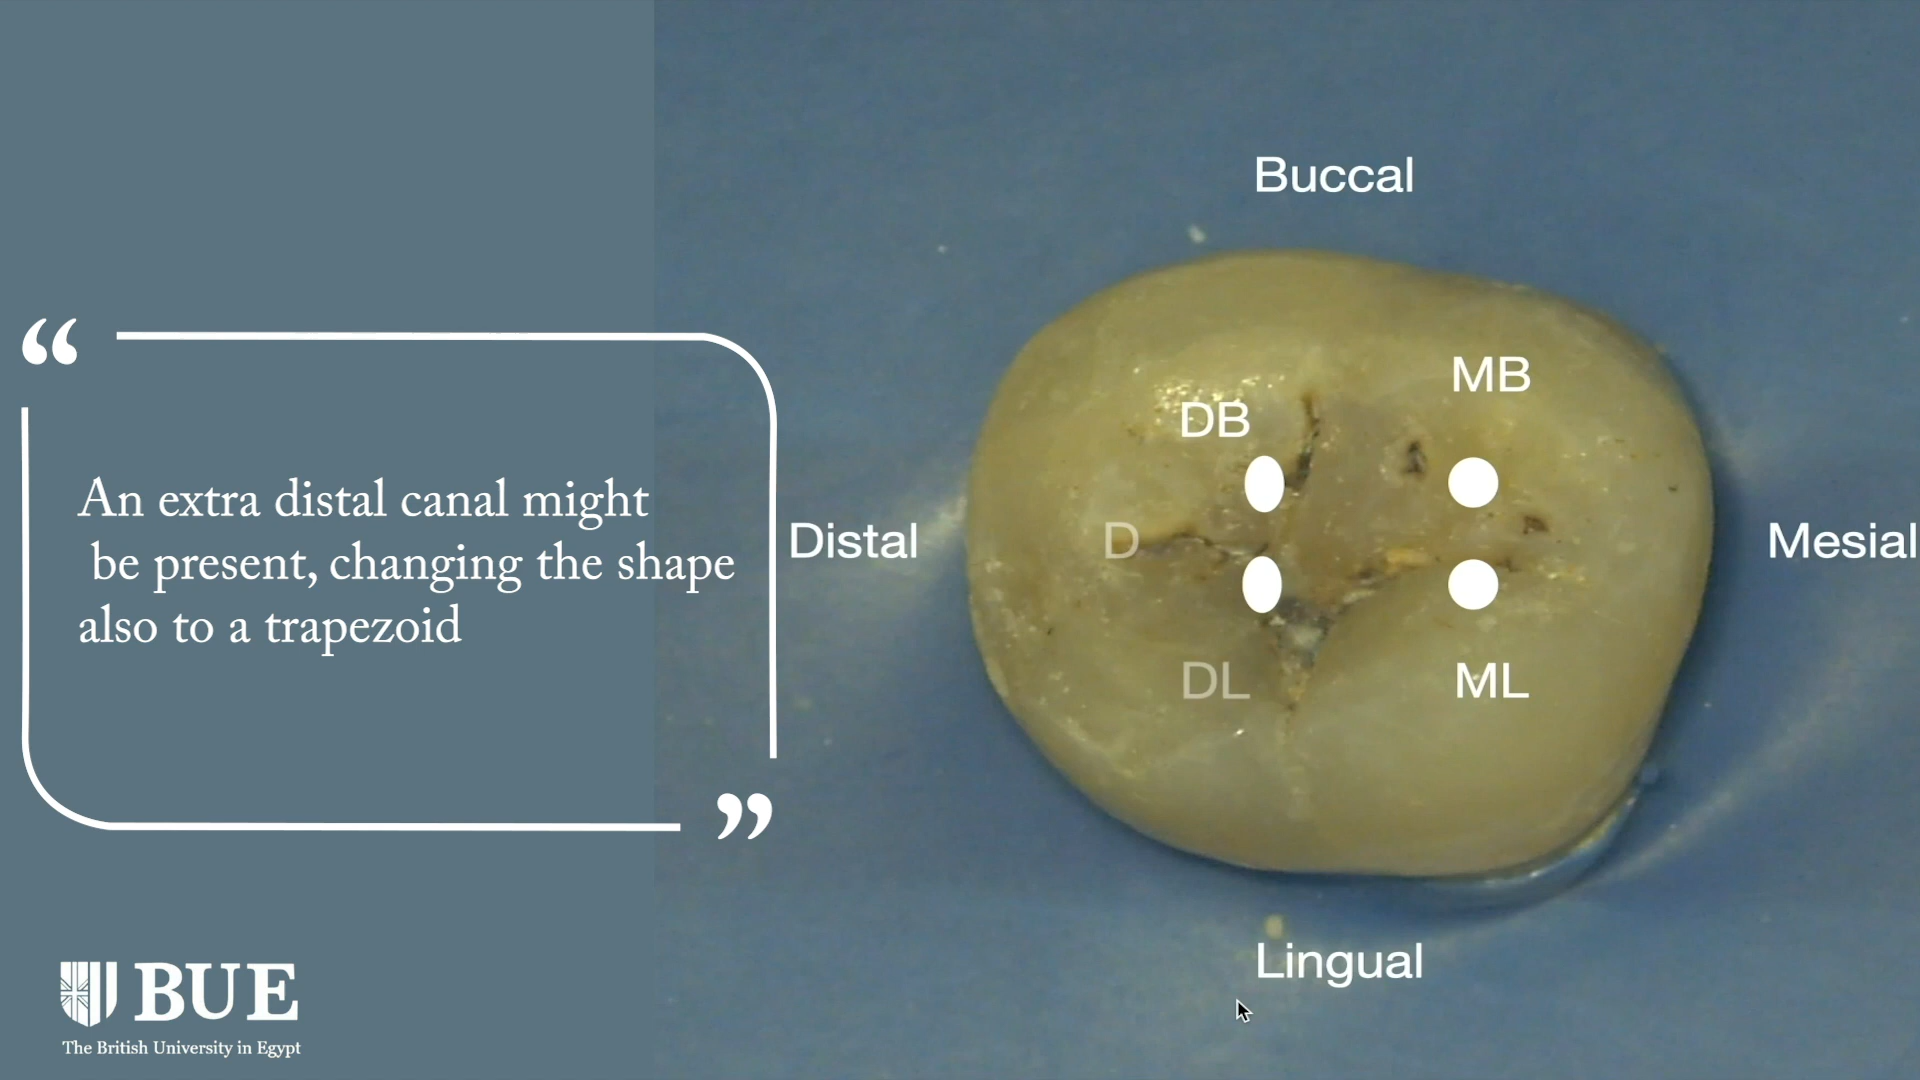 “
An extra distal canal might
be present, changing the shape
also to a trapezoid
”
BUE
The British University in Egypt
Buccal
MB
DB
Distal
D
Mesial
DL
ML
Lingual